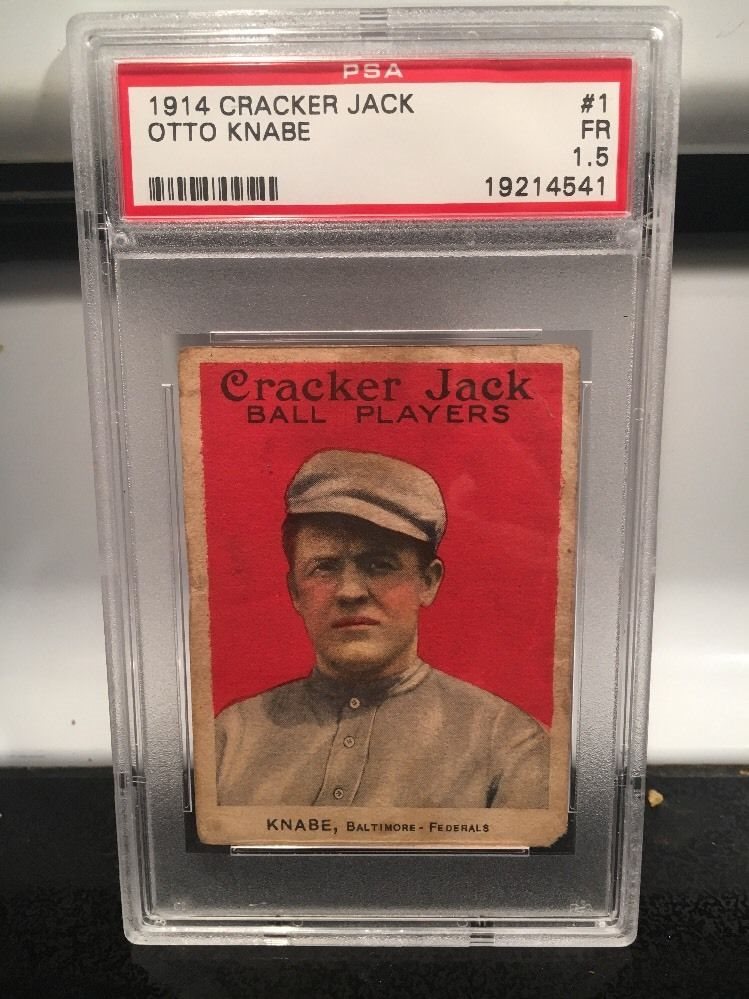 PSA
1914 CRACKER JACK #1
OTTO KNABE FR
1.5
19214541
Cracker Jack
BALL PLAYERS
KNABE, BALTIMORE - FEDERALS